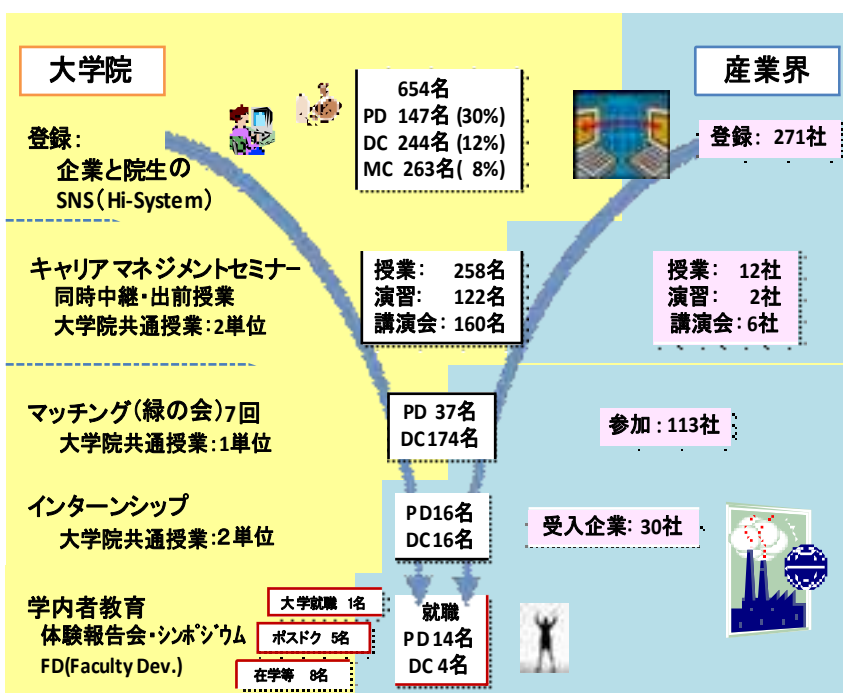 大学院
産業界
654名
PD 147名 (30%)
DC 244名 (12%)
MC 263名( 8%)
登録：
企業と院生の
SNS（Hi-System）
登録： 271社
キャリアマネジメントセミナー
同時中継・出前授業
大学院共通授業：2単位
授業： 258名
演習： 122名
講演会：160名
授業： 12社
演習： 2社
講演会：6社
マッチング（緑の会）7回
大学院共通授業：1単位
PD 37名
DC174名
参加：113社
インターンシップ
大学院共通授業：2単位
PD16名
DC16名
受入企業：30社
学内者教育
体験報告会・シンポジウム
FD(Faculty Dev.)
大学就職 1名
ポスドク 5名
在学等 8名
就職
PD14名
DC 4名